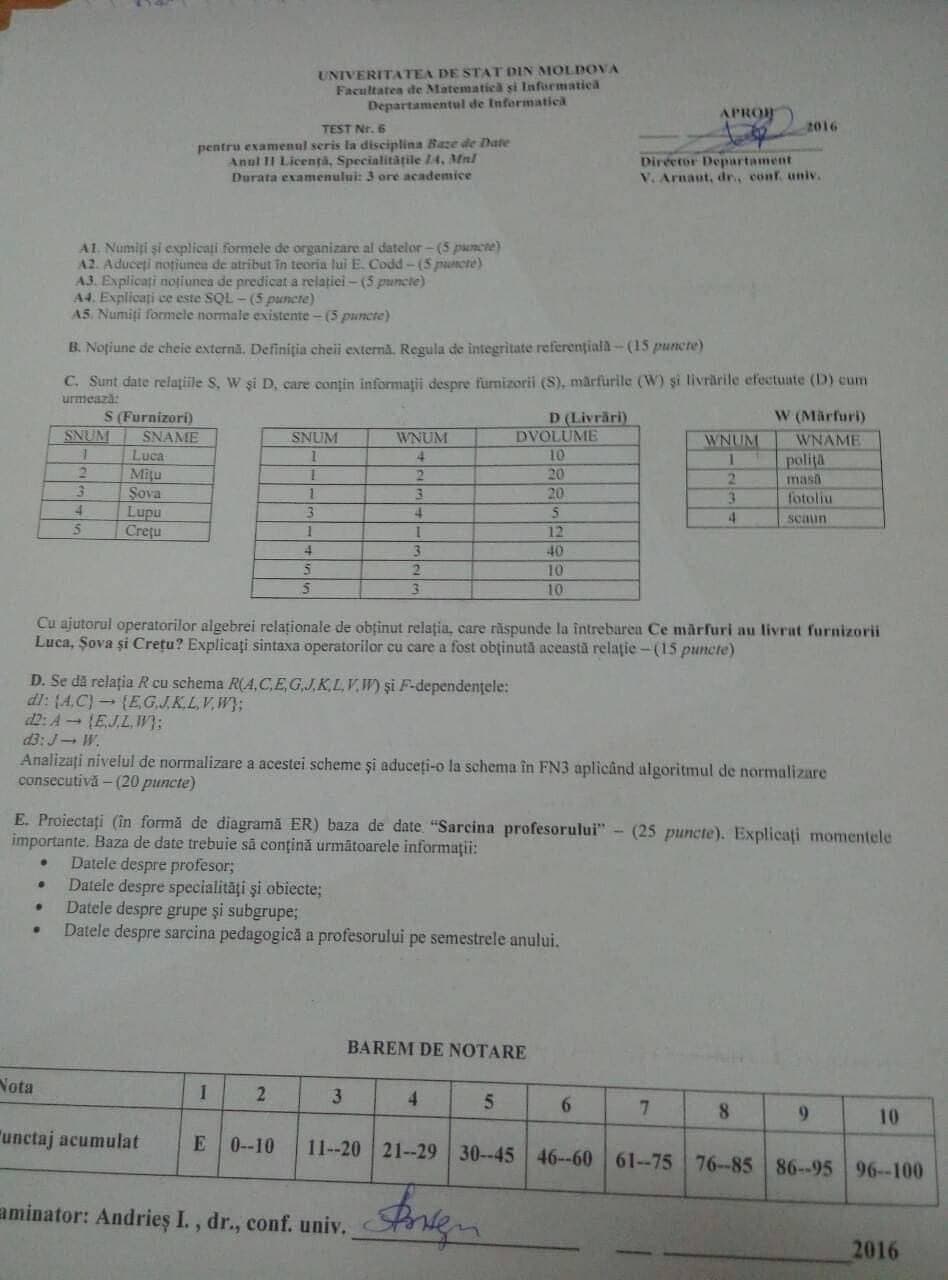 UNIVERITATEA DE STAT DIN MOLDOVA
Facultatea de Matematică și Informatică
Departamentul de Informatică
TEST Nr. 6
pentru examenul scris la disciplina Baze de Date
Anul II Licență, Specialitățile IA, MnI
Durata examenului: 3 ore academice
APROB
2016
Director Departament
V. Arnaut, dr., conf. univ.
A1. Numiți și explicați formele de organizare al datelor – (5 puncte)
A2. Aduceți noțiunea de atribut în teoria lui E. Codd – (5 puncte)
A3. Explicați noțiunea de predicat a relației – (5 puncte)
A4. Explicați ce este SQL – (5 puncte)
A5. Numiți formele normale existente – (5 puncte)
B. Noțiune de cheie externă. Definiția cheii externă. Regula de integritate referențială – (15 puncte)
C. Sunt date relațiile S, W și D, care conțin informații despre furnizorii (S), mărfurile (W) și livrările efectuate (D) cum
urmează:
S (Furnizori)
SNUM SNAME
1 Luca
2 Mîțu
3 Șova
4 Lupu
5 Crețu
D (Livrări)
SNUM WNUM DVOLUME
1 4 10
1 2 20
1 3 20
3 4 5
1 1 12
4 3 40
5 2 10
5 3 10
W (Mărfuri)
WNUM WNAME
1 poliță
2 masă
3 fotoliu
4 scaun
Cu ajutorul operatorilor algebrei relaționale de obținut relația, care răspunde la întrebarea Ce mărfuri au livrat furnizorii
Luca, Șova și Crețu? Explicați sintaxa operatorilor cu care a fost obținută această relație – (15 puncte)
D. Se dă relația R cu schema R(A,C,E,G,J,K,L,V,W) și F-dependențele:
d1: {A,C} → {E,G,J,K,L,V,W};
d2: A → {E,J,L,W};
d3: J → W.
Analizați nivelul de normalizare a acestei scheme și aduceți-o la schema în FN3 aplicând algoritmul de normalizare
consecutivă – (20 puncte)
E. Proiectați (în formă de diagramă ER) baza de date "Sarcina profesorului" – (25 puncte). Explicați momentele
importante. Baza de date trebuie să conțină următoarele informații:
• Datele despre profesor;
• Datele despre specialități și obiecte;
• Datele despre grupe și subgrupe;
• Datele despre sarcina pedagogică a profesorului pe semestrele anului.
BAREM DE NOTARE
Nota 1 2 3 4 5 6 7 8 9 10
unctaj acumulat E 0--10 11--20 21--29 30--45 46--60 61--75 76--85 86--95 96--100
aminator: Andrieș I. , dr., conf. univ.
2016